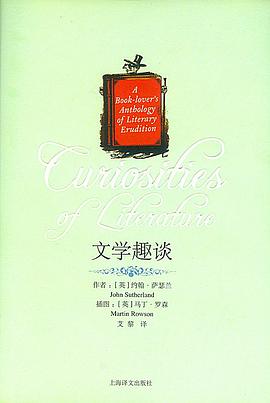 A
Book-lover's
Anthology
of Literary
Erudition
Curiosities
of Literature
文学趣谈
作者：［英］约翰·萨瑟兰
John Sutherland
插图：［英］马丁·罗森
Martin Rowson
艾黎 译
上海译文出版社